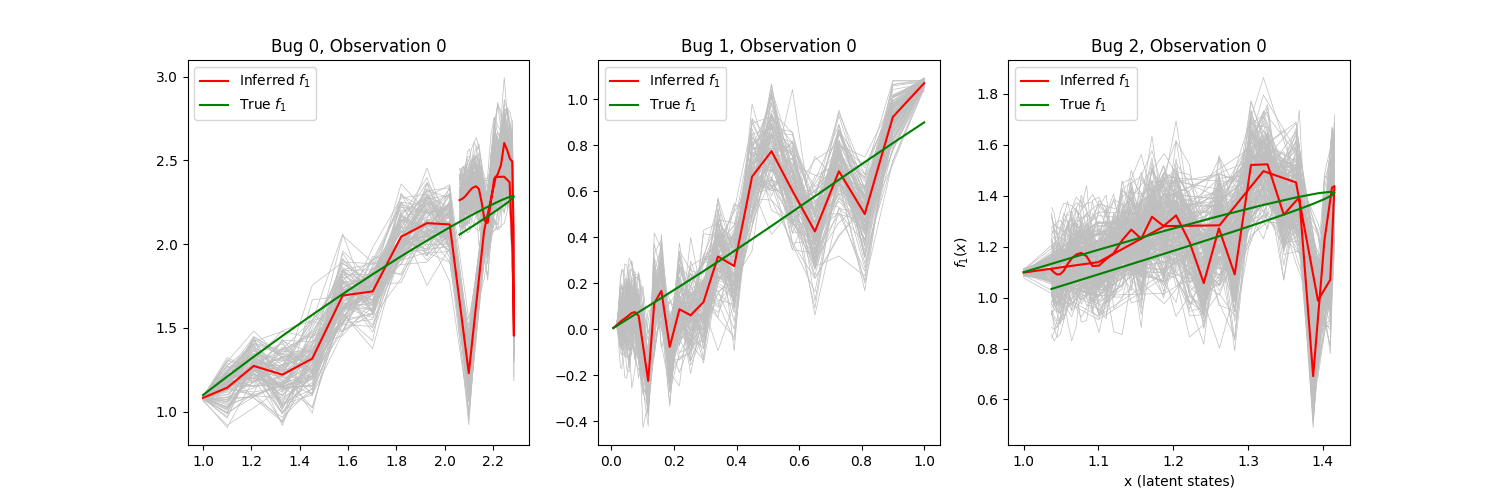 Bug 0, Observation 0
Inferred f₁
True f₁
3.0
2.5
2.0
1.5
1.0
1.0 1.2 1.4 1.6 1.8 2.0 2.2
Bug 1, Observation 0
Inferred f₁
True f₁
1.0
0.8
0.6
0.4
0.2
0.0
−0.2
−0.4
0.0 0.2 0.4 0.6 0.8 1.0
Bug 2, Observation 0
Inferred f₁
True f₁
f₁(x)
1.8
1.6
1.4
1.2
1.0
0.8
0.6
1.0 1.1 1.2 1.3 1.4
x (latent states)